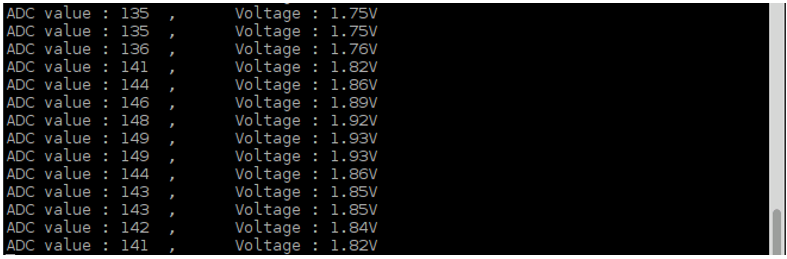 ADC value : 135  ,      Voltage : 1.75V
ADC value : 135  ,      Voltage : 1.75V
ADC value : 136  ,      Voltage : 1.76V
ADC value : 141  ,      Voltage : 1.82V
ADC value : 144  ,      Voltage : 1.86V
ADC value : 146  ,      Voltage : 1.89V
ADC value : 148  ,      Voltage : 1.92V
ADC value : 149  ,      Voltage : 1.93V
ADC value : 149  ,      Voltage : 1.93V
ADC value : 144  ,      Voltage : 1.86V
ADC value : 143  ,      Voltage : 1.85V
ADC value : 143  ,      Voltage : 1.85V
ADC value : 142  ,      Voltage : 1.84V
ADC value : 141  ,      Voltage : 1.82V